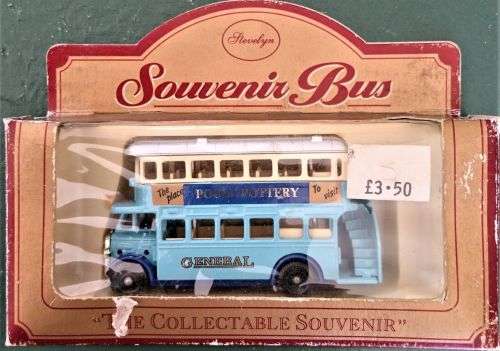 Stevelyn
Souvenir Bus
The place POOLE POTTERY To visit
£3·50
GENERAL
"THE COLLECTABLE SOUVENIR"